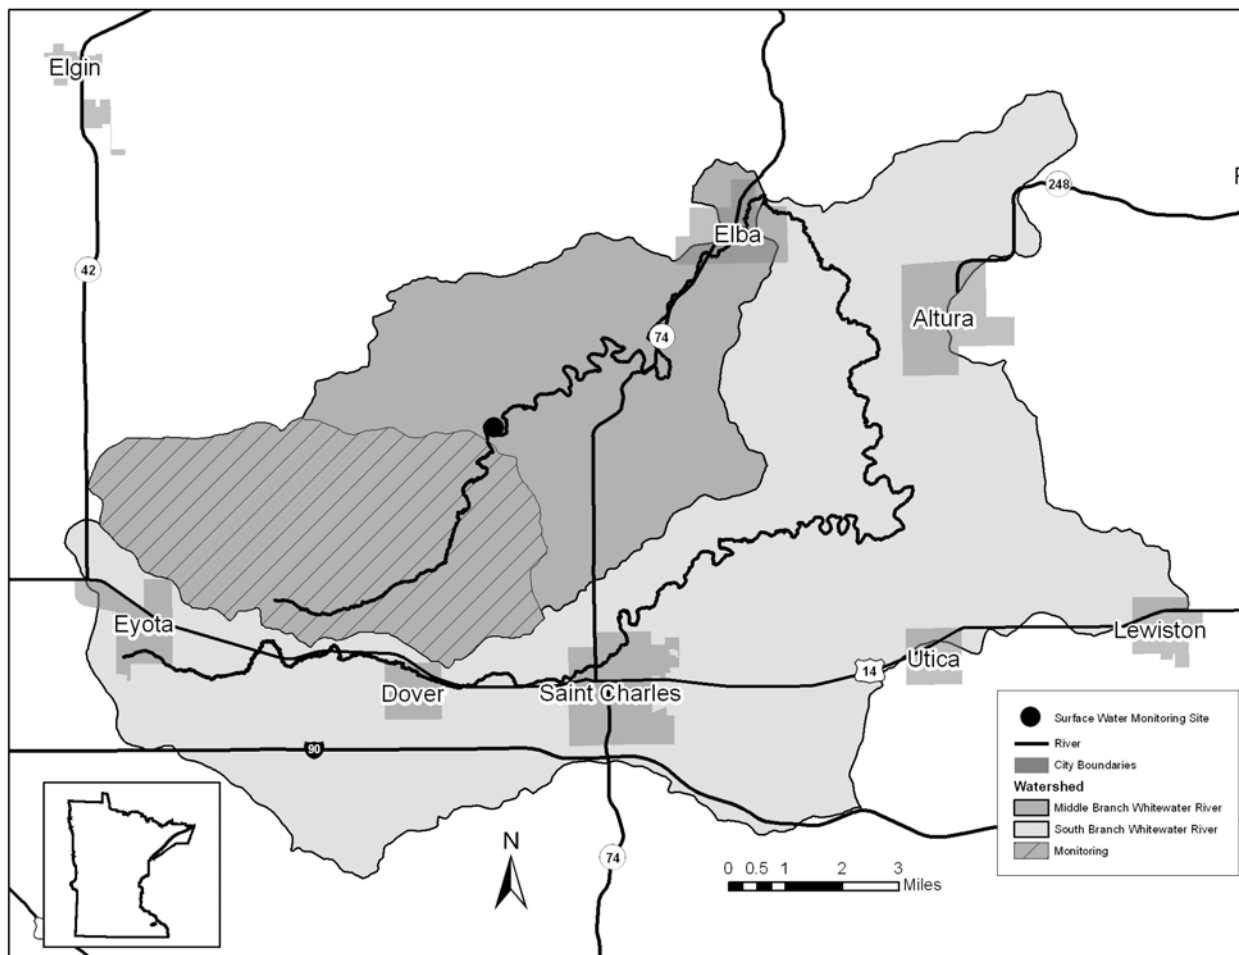 Elgin
248
42
Elba
Altura
74
Eyota
Dover
Saint Charles
Utica
Lewiston
14
90
74
N
0 0.5 1 2 3
Miles
Surface Water Monitoring Site
River
City Boundaries
Watershed
Middle Branch Whitewater River
South Branch Whitewater River
Monitoring